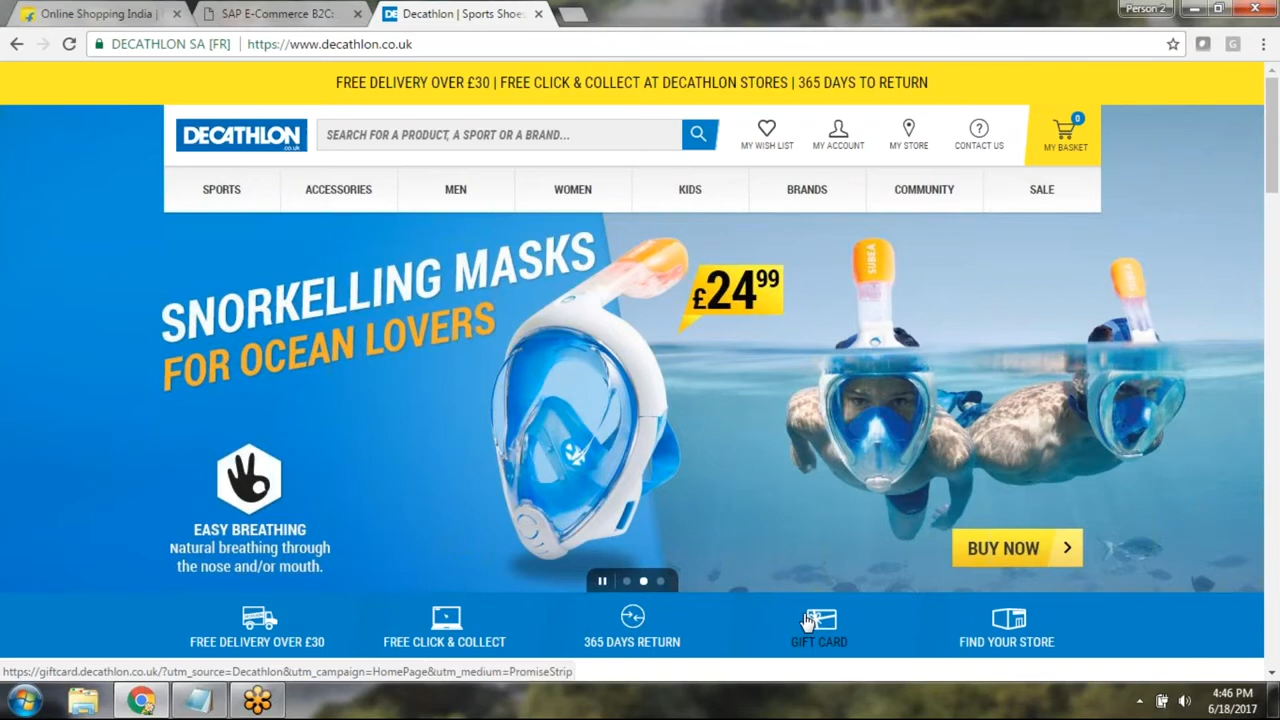 Online Shopping India |
SAP E-Commerce B2C:
Decathlon | Sports Shoes
Person 2
DECATHLON SA [FR]
https://www.decathlon.co.uk
FREE DELIVERY OVER £30 | FREE CLICK & COLLECT AT DECATHLON STORES | 365 DAYS TO RETURN
DECATHLON
.co.uk
SEARCH FOR A PRODUCT, A SPORT OR A BRAND...
MY WISH LIST
MY ACCOUNT
MY STORE
CONTACT US
0
MY BASKET
SPORTS
ACCESSORIES
MEN
WOMEN
KIDS
BRANDS
COMMUNITY
SALE
SNORKELLING MASKS
FOR OCEAN LOVERS
£24.99
SUBEA
EASY BREATHING
Natural breathing through
the nose and/or mouth.
BUY NOW
FREE DELIVERY OVER £30
FREE CLICK & COLLECT
365 DAYS RETURN
GIFT CARD
FIND YOUR STORE
https://giftcard.decathlon.co.uk/?utm_source=Decathlon&utm_campaign=HomePage&utm_medium=PromiseStrip
4:46 PM
6/18/2017